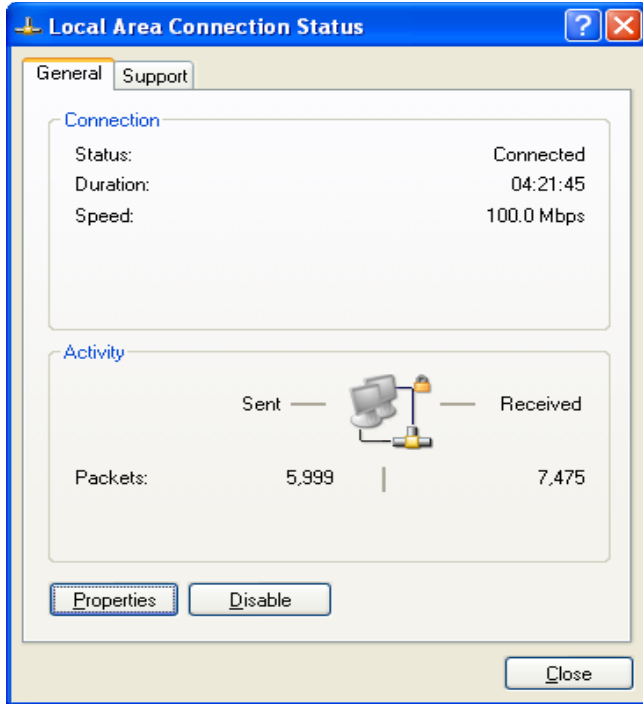 Local Area Connection Status
General Support
Connection
Status: Connected
Duration: 04:21:45
Speed: 100.0 Mbps
Activity
Sent Received
Packets: 5,999 7,475
Properties Disable
Close